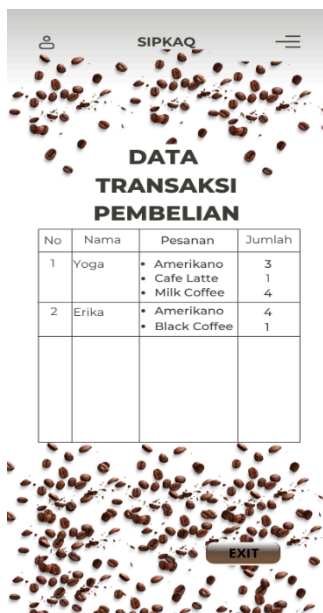 SIPKAQ
DATA
TRANSAKSI
PEMBELIAN
No Nama Pesanan Jumlah
1 Yoga • Amerikano 3
• Cafe Latte 1
• Milk Coffee 4
2 Erika • Amerikano 4
• Black Coffee 1
EXIT